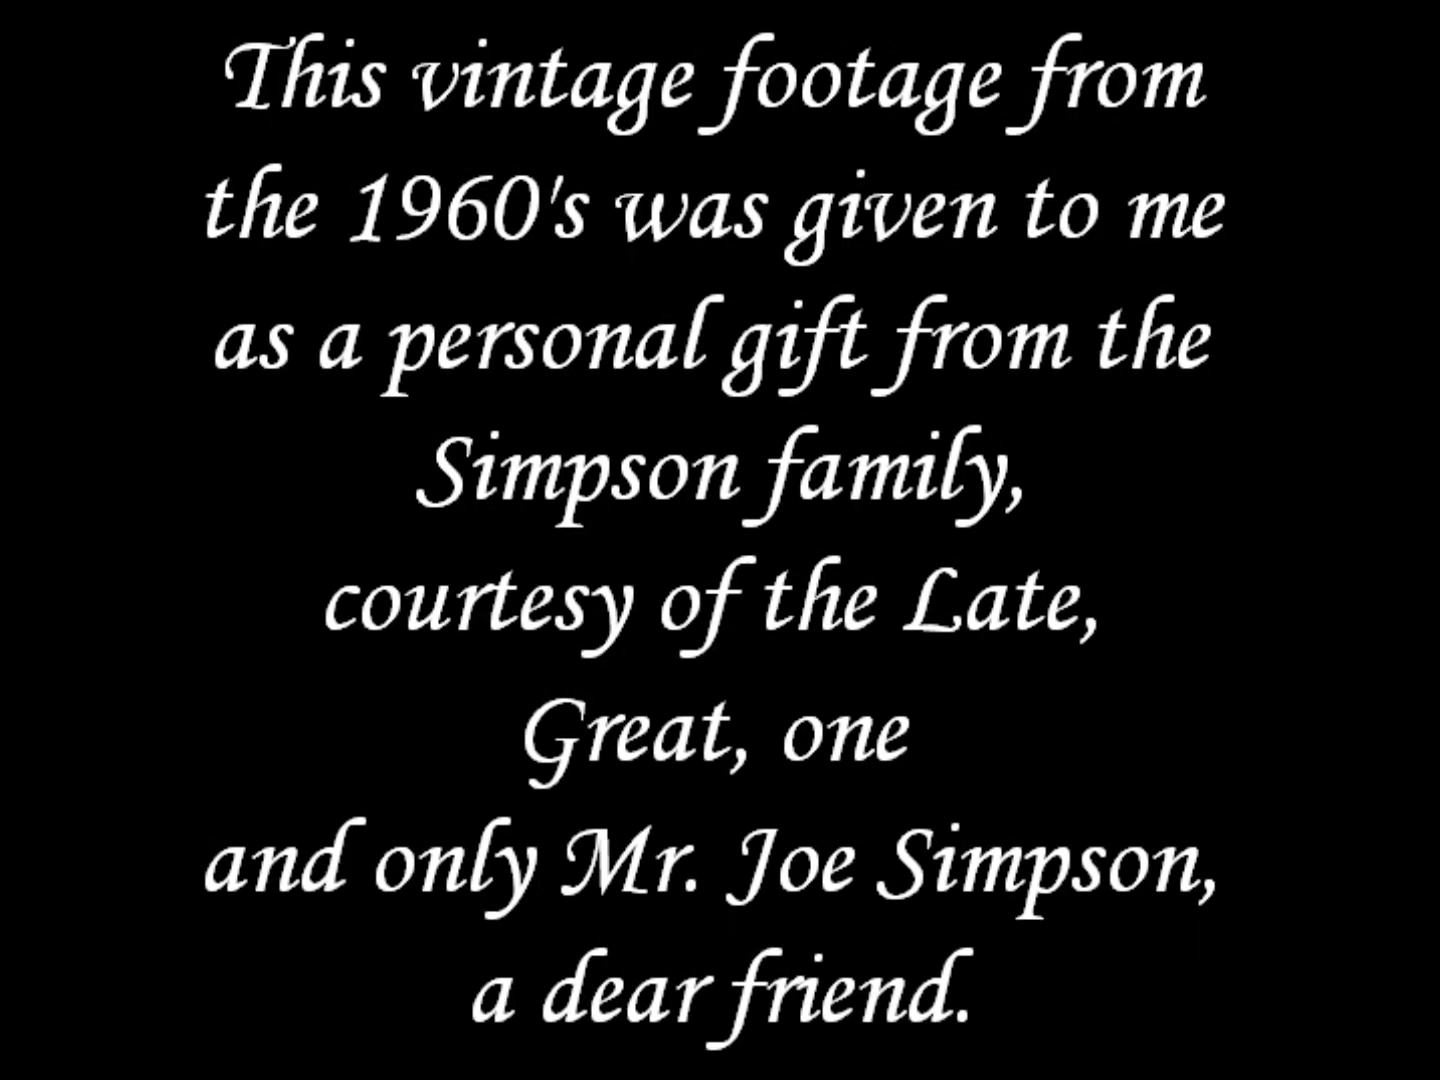 This vintage footage from
the 1960's was given to me
as a personal gift from the
Simpson family,
courtesy of the Late,
Great, one
and only Mr. Joe Simpson,
a dear friend.